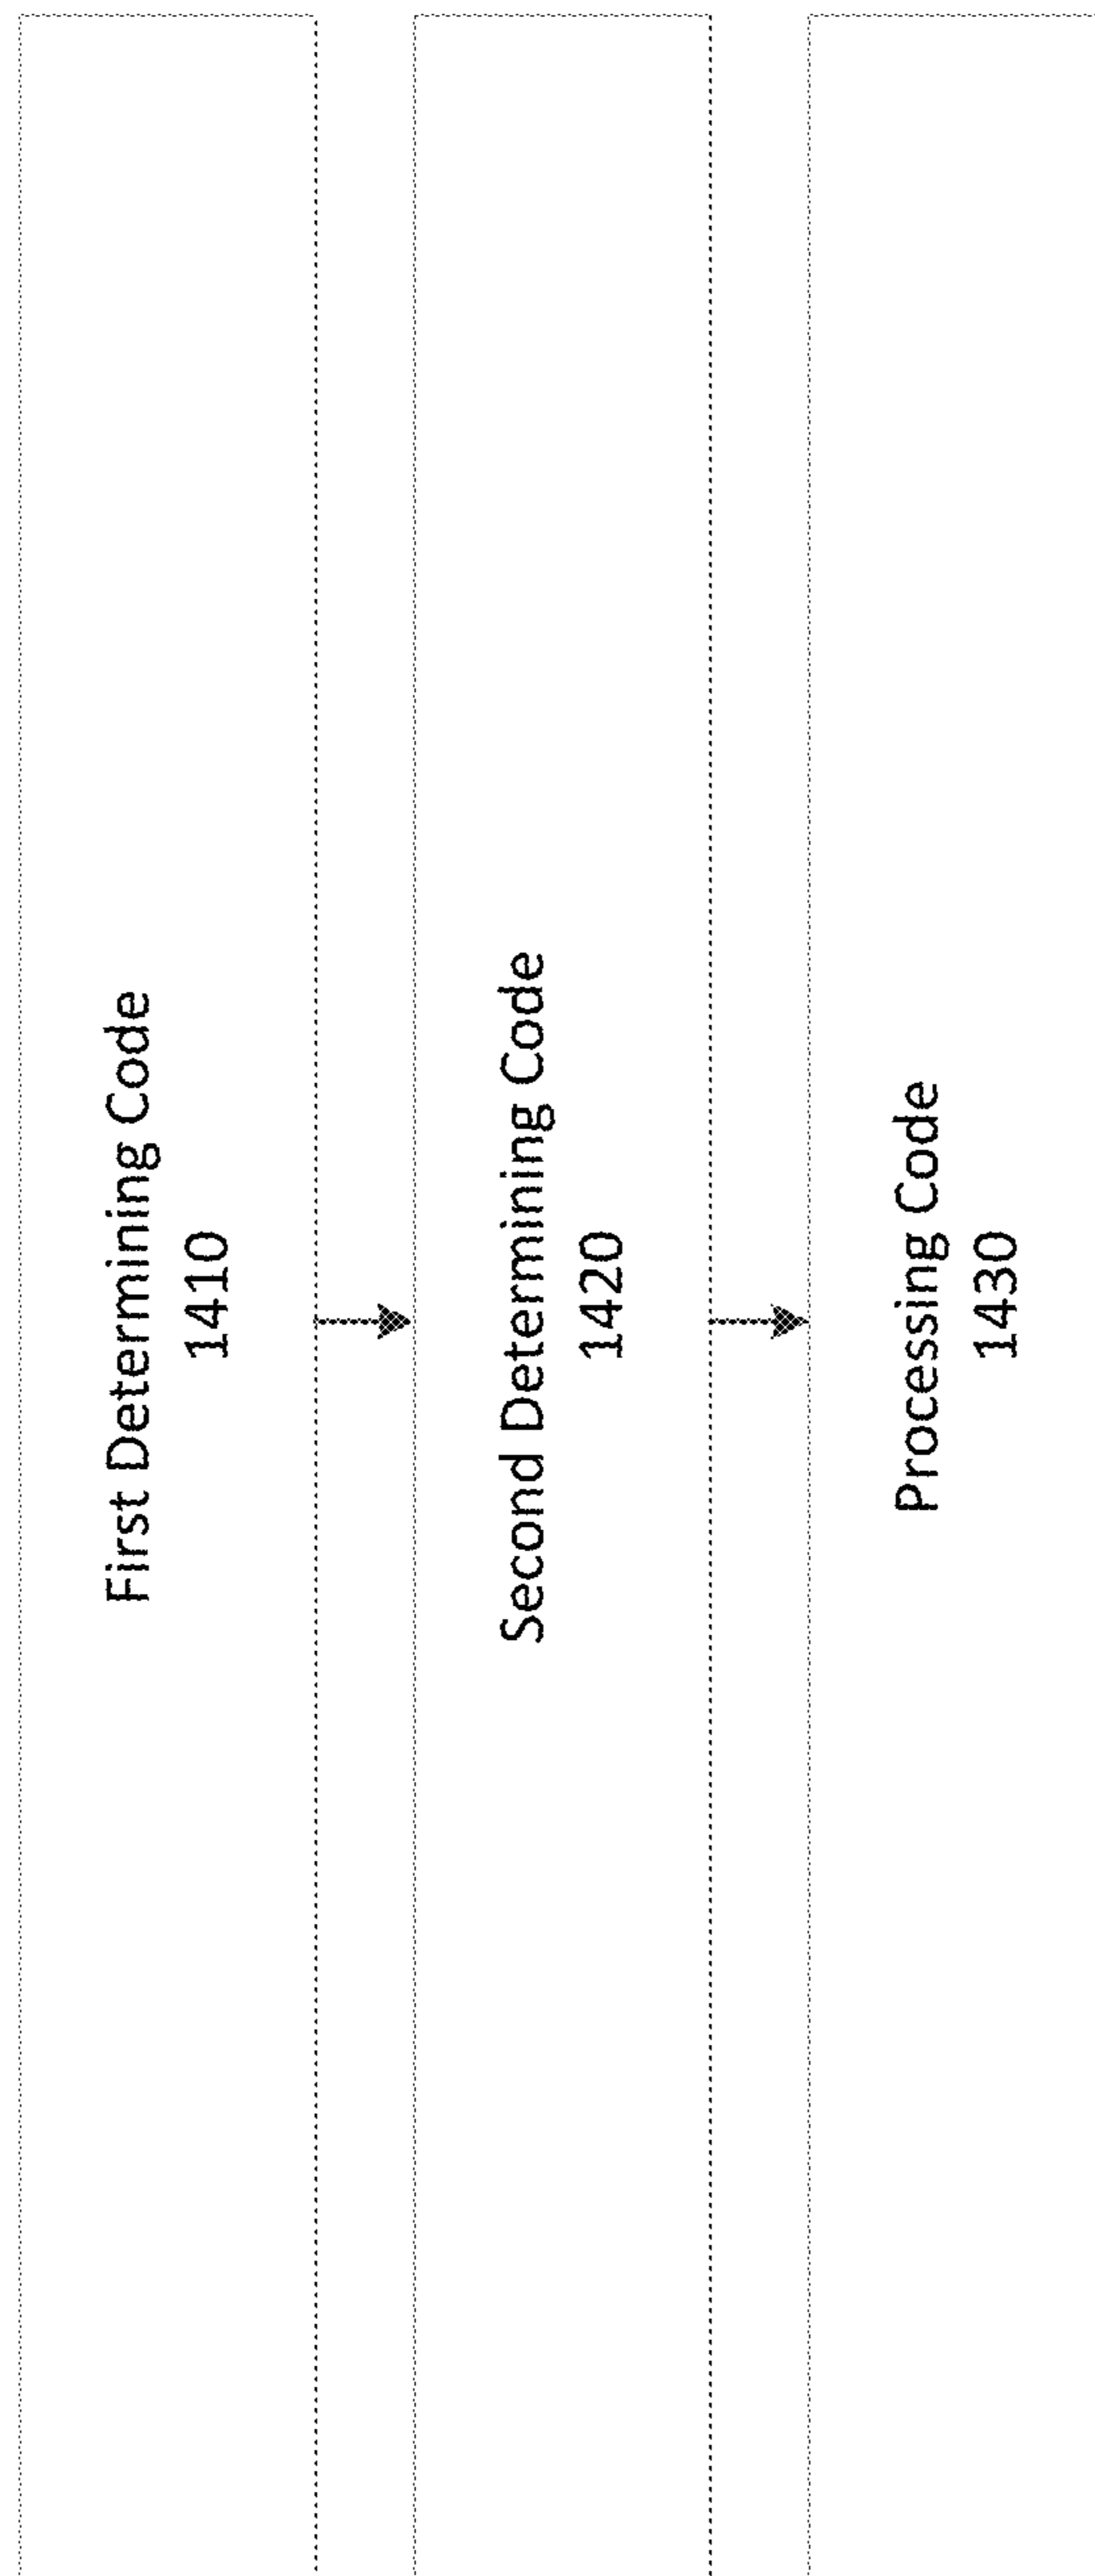 First Determining Code
1410
Second Determining Code
1420
Processing Code
1430